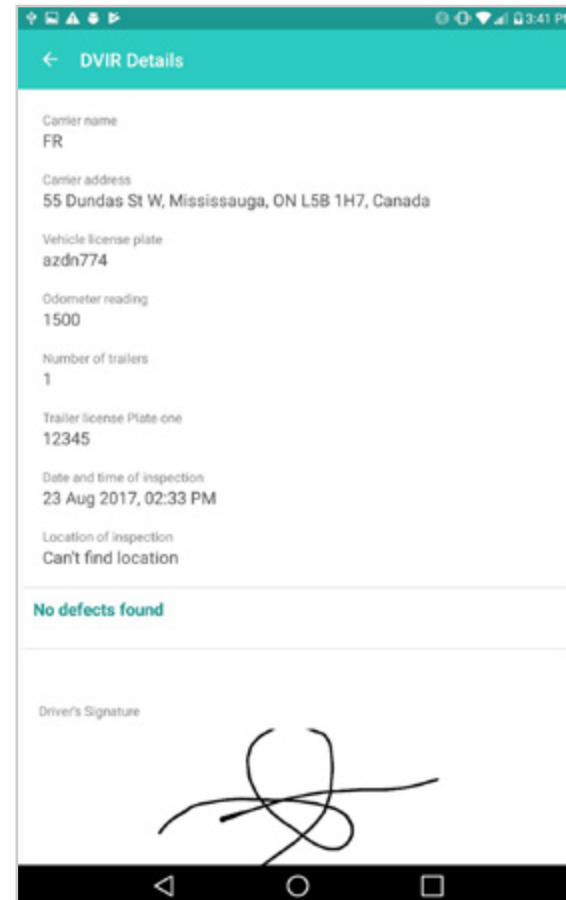 3:41 PM
DVIR Details
Carrier name
FR
Carrier address
55 Dundas St W, Mississauga, ON L5B 1H7, Canada
Vehicle license plate
azdn774
Odometer reading
1500
Number of trailers
1
Trailer license Plate one
12345
Date and time of inspection
23 Aug 2017, 02:33 PM
Location of inspection
Can't find location
No defects found
Driver's Signature